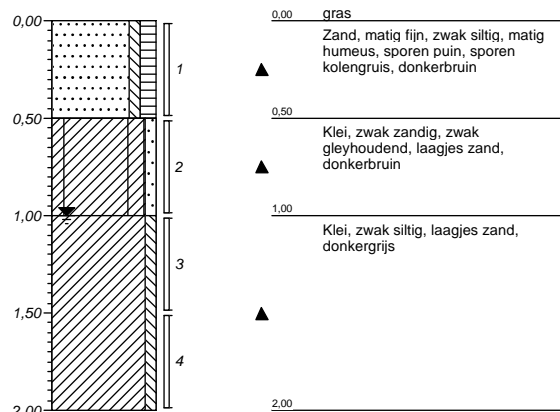 0,00
0,50
1,00
1,50
2,00
1
2
3
4
0,00
gras
Zand, matig fijn, zwak siltig, matig
humeus, sporen puin, sporen
kolengruis, donkerbruin
0,50
Klei, zwak zandig, zwak
gleyhoudend, laagjes zand,
donkerbruin
1,00
Klei, zwak siltig, laagjes zand,
donkergrijs
2,00